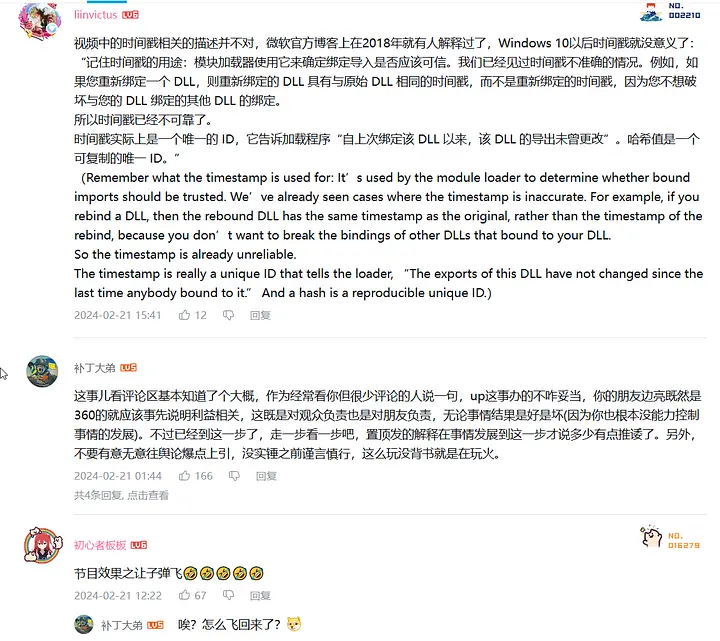 liinvictus LV6
NO.
002210
视频中的时间戳相关的描述并不对，微软官方博客上在2018年就有人解释过了，Windows 10以后时间戳就没意义了：
“记住时间戳的用途：模块加载器使用它来确定绑定导入是否应该可信。我们已经见过时间戳不准确的情况。例如，如
果您重新绑定一个 DLL，则重新绑定的 DLL 具有与原始 DLL 相同的时间戳，而不是重新绑定的时间戳，因为您不想破
坏与您的 DLL 绑定的其他 DLL 的绑定。
所以时间戳已经不可靠了。
时间戳实际上是一个唯一的 ID，它告诉加载程序“自上次绑定该 DLL 以来，该 DLL 的导出未曾更改”。哈希值是一个
可复制的唯一 ID。”
（Remember what the timestamp is used for: It’s used by the module loader to determine whether bound
imports should be trusted. We’ve already seen cases where the timestamp is inaccurate. For example, if you
rebind a DLL, then the rebound DLL has the same timestamp as the original, rather than the timestamp of the
rebind, because you don’t want to break the bindings of other DLLs that bound to your DLL.
So the timestamp is already unreliable.
The timestamp is really a unique ID that tells the loader, “The exports of this DLL have not changed since the
last time anybody bound to it.” And a hash is a reproducible unique ID.)
2024-02-21 15:41 12 回复
补丁大弟 LV5
这事儿看评论区基本知道了个大概，作为经常看你但很少评论的人说一句，up这事办的不咋妥当，你的朋友边亮既然是
360的就应该事先说明利益相关，这既是对观众负责也是对朋友负责，无论事情结果是好是坏(因为你也根本没能力控制
事情的发展)。不过已经到这一步了，走一步看一步吧，置顶发的解释在事情发展到这一步才说多少有点推诿了。另外，
不要有意无意往舆论爆点上引，没实锤之前谨言慎行，这么玩没背书就是在玩火。
2024-02-21 01:44 166 回复
共4条回复, 点击查看
初心者板板 LV6
NO.
016279
节目效果之让子弹飞🤣🤣🤣🤣🤣
2024-02-21 12:22 67 回复
补丁大弟 LV5 唉？怎么飞回来了？